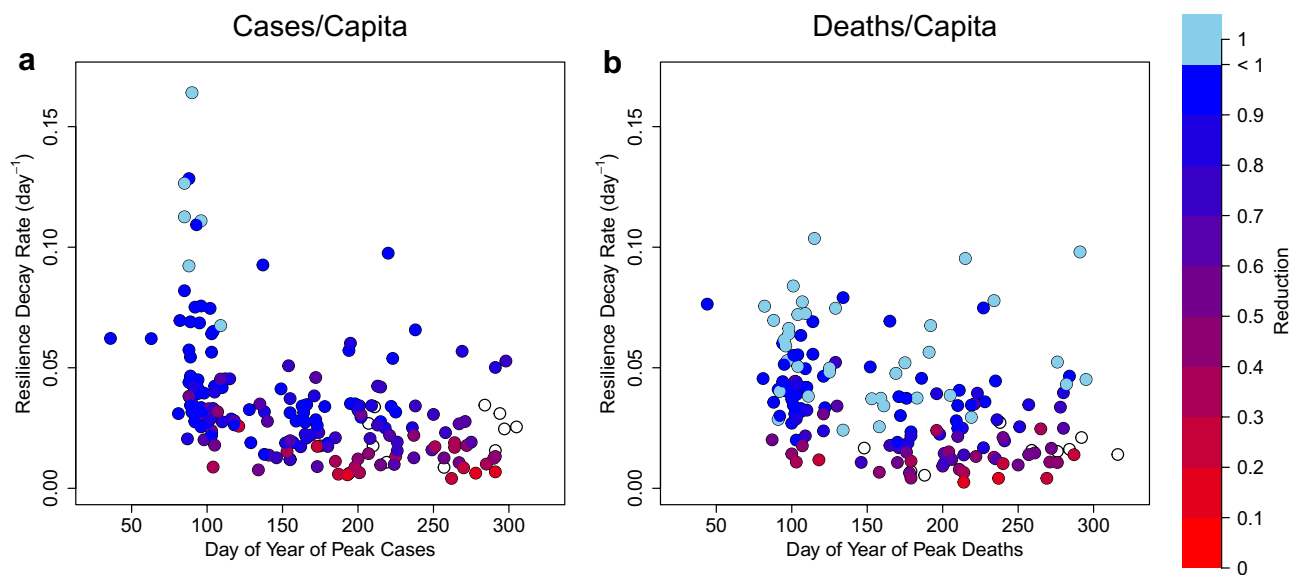 Cases/Capita
a
Resilience Decay Rate (day⁻¹)
0.15
0.10
0.05
0.00
50 100 150 200 250 300
Day of Year of Peak Cases
Deaths/Capita
b
Resilience Decay Rate (day⁻¹)
0.15
0.10
0.05
0.00
50 100 150 200 250 300
Day of Year of Peak Deaths
1
< 1
0.9
0.8
0.7
0.6
0.5
0.4
0.3
0.2
0.1
0
Reduction